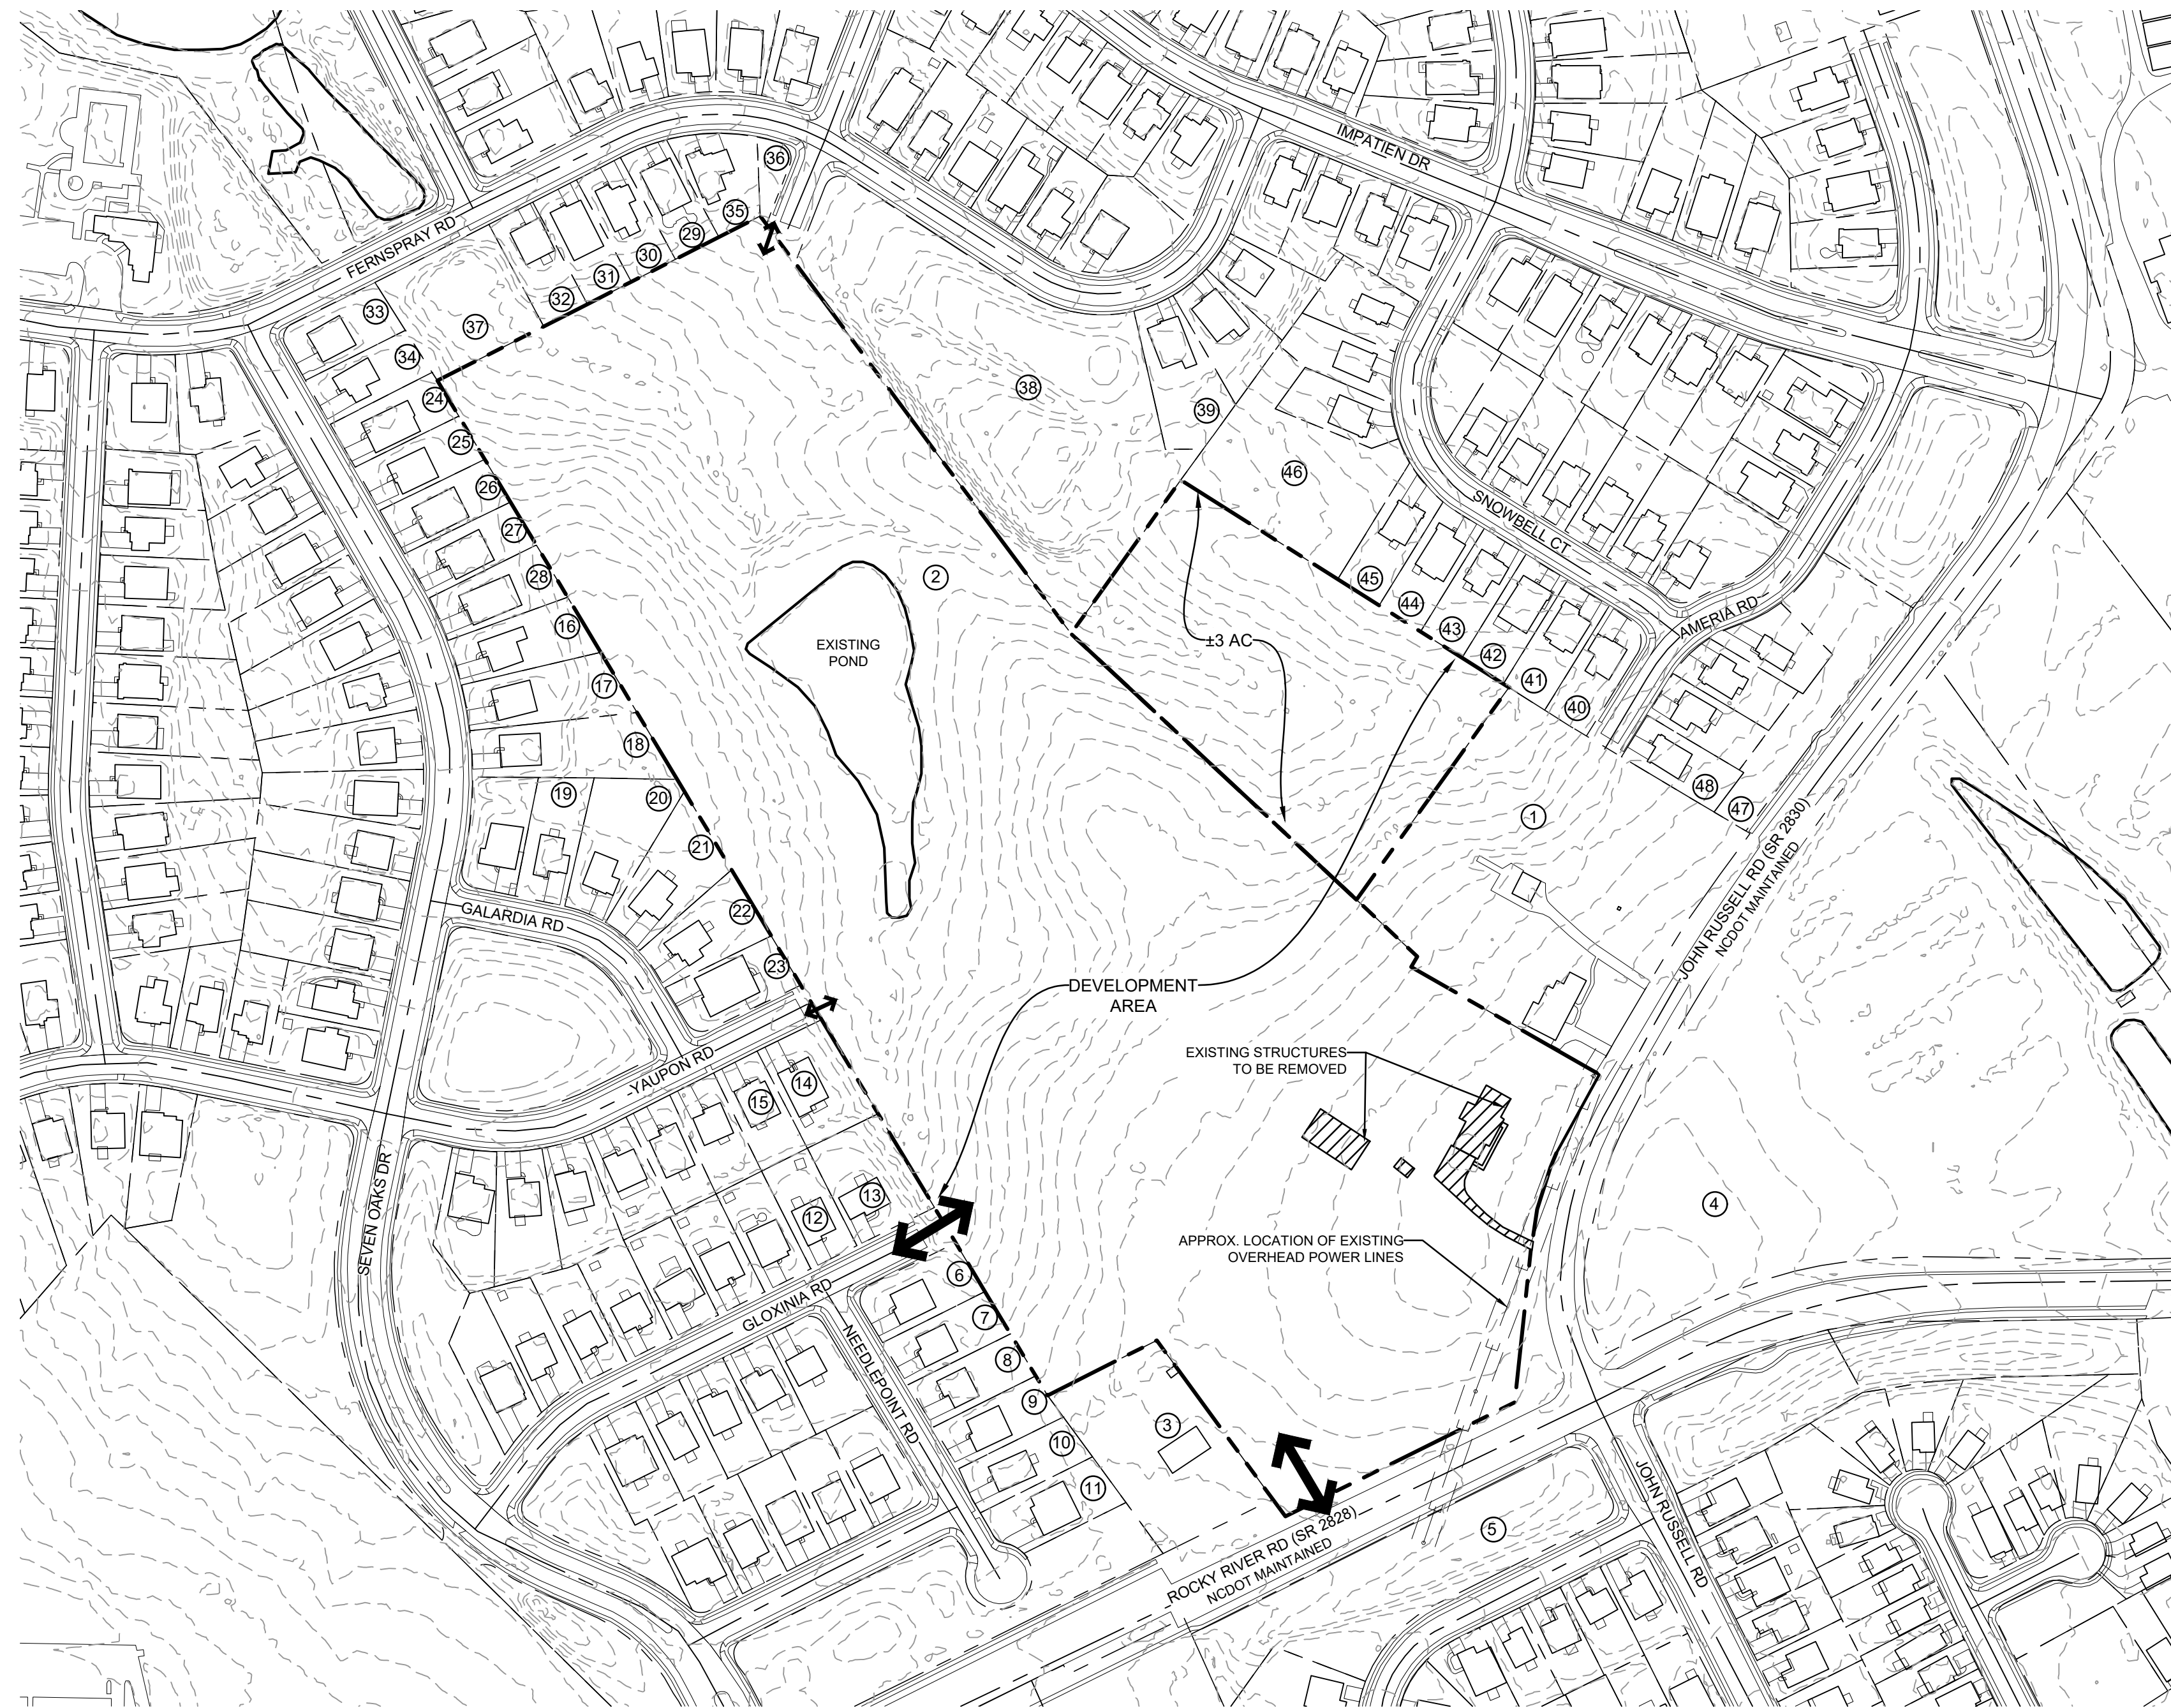 IMPATIEN DR
36
FERNSPRAY RD
35
29
30
31
32
33
37
34
24
38
39
25
46
26
SNOWBELL CT
27
2
28
45
44
16
43
AMERIA RD
±3 AC
EXISTING
POND
42
17
41
40
18
48
19
20
47
1
21
JOHN RUSSELL RD (SR 2830)
NCDOT MAINTAINED
GALARDIA RD
22
23
DEVELOPMENT
AREA
EXISTING STRUCTURES
TO BE REMOVED
YAUPON RD
14
15
13
12
4
SEVEN OAKS DR
APPROX. LOCATION OF EXISTING
OVERHEAD POWER LINES
6
GLOXINIA RD
7
NEEDLEPOINT RD
8
9
3
10
11
JOHN RUSSELL RD
5
ROCKY RIVER RD (SR 2828)
NCDOT MAINTAINED